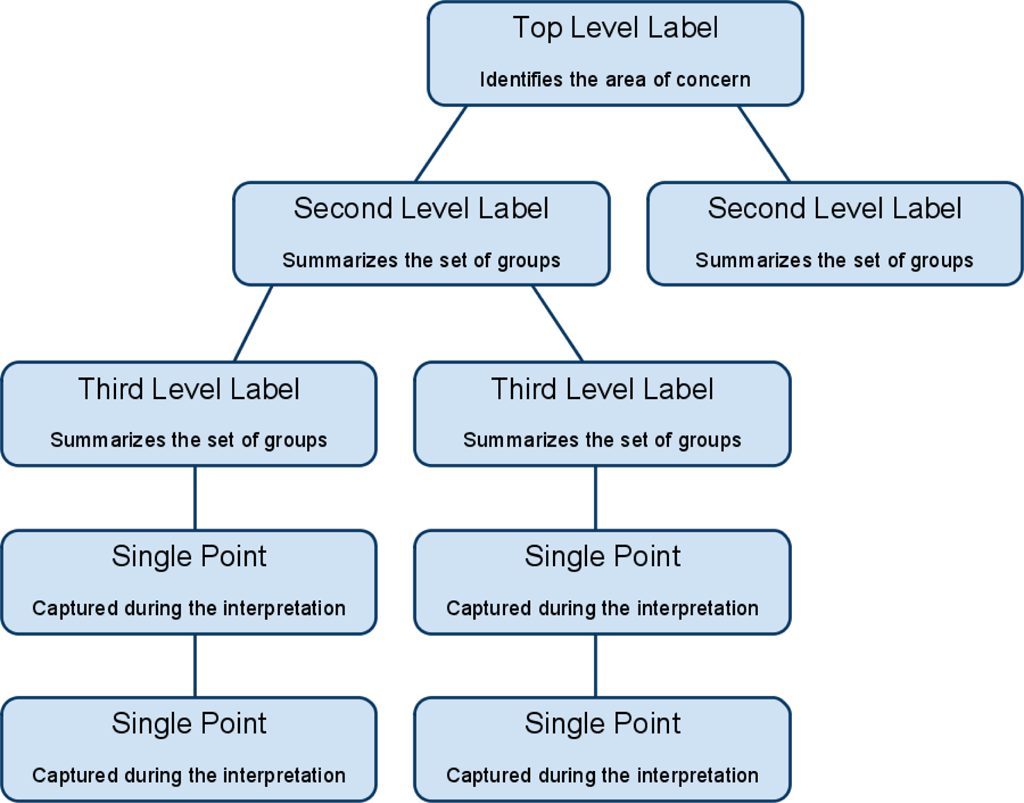 Top Level Label
Identifies the area of concern
Second Level Label
Summarizes the set of groups
Second Level Label
Summarizes the set of groups
Third Level Label
Summarizes the set of groups
Third Level Label
Summarizes the set of groups
Single Point
Captured during the interpretation
Single Point
Captured during the interpretation
Single Point
Captured during the interpretation
Single Point
Captured during the interpretation